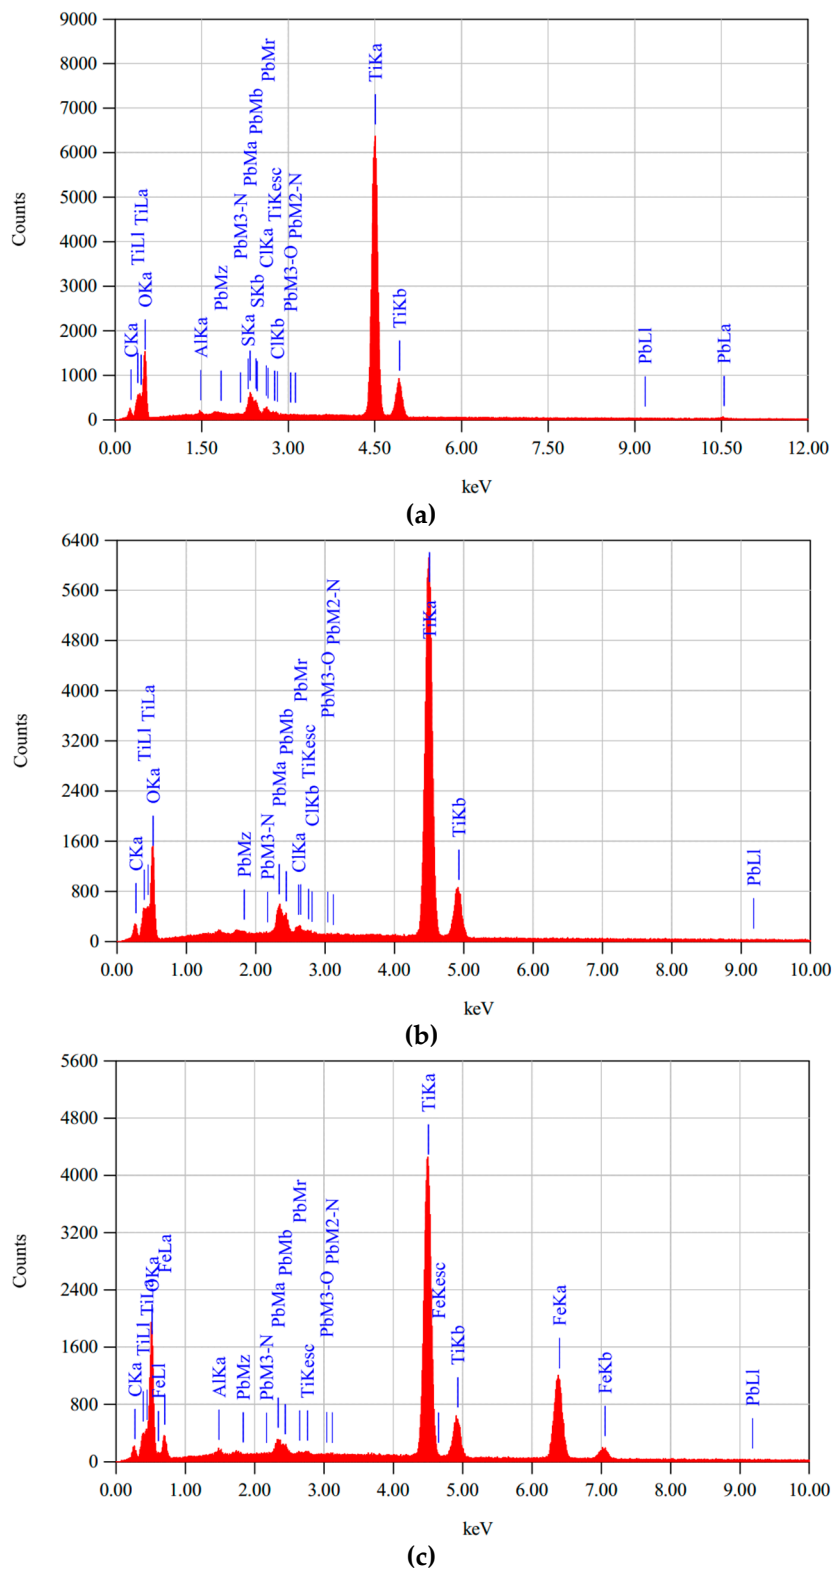 9000
8000
7000
6000
5000
4000
3000
2000
1000
0
Counts
CKa
TiLl
TiLa
OKa
AlKa
PbMz
PbM3-N
SKa
PbMa
SKb
PbMb
ClKa
TiKesc
PbMr
ClKb
PbM3-O
PbM2-N
TiKa
TiKb
PbLl
PbLa
0.00 1.50 3.00 4.50 6.00 7.50 9.00 10.50 12.00
keV
(a)
6400
5600
4800
4000
3200
2400
1600
800
0
Counts
CKa
TiLl
TiLa
OKa
PbMz
PbM3-N
PbMa
PbMb
ClKa
PbMr
TiKesc
ClKb
PbM3-O
PbM2-N
TiKa
TiKb
PbLl
0.00 1.00 2.00 3.00 4.00 5.00 6.00 7.00 8.00 9.00 10.00
keV
(b)
5600
4800
4000
3200
2400
1600
800
0
Counts
CKa
TiLl
TiLa
OKa
FeLl
FeLa
AlKa
PbMz
PbM3-N
PbMa
PbMb
PbMr
TiKesc
PbM3-O
PbM2-N
TiKa
FeKesc
TiKb
FeKa
FeKb
PbLl
0.00 1.00 2.00 3.00 4.00 5.00 6.00 7.00 8.00 9.00 10.00
keV
(c)